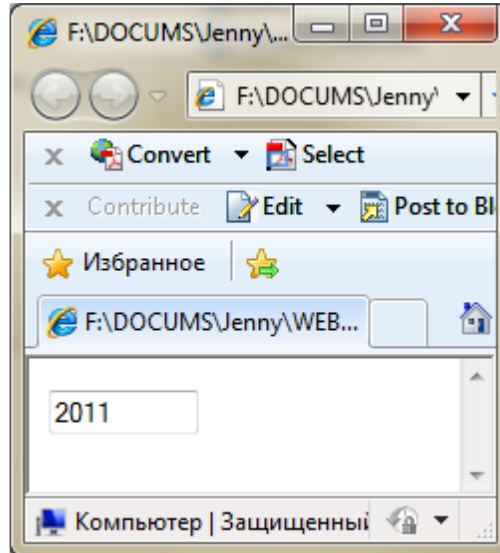 F:\DOCUMS\Jenny\...
F:\DOCUMS\Jenny\
x Convert Select
x Contribute Edit Post to Bl
Избранное
F:\DOCUMS\Jenny\WEB...
2011
Компьютер | Защищенный